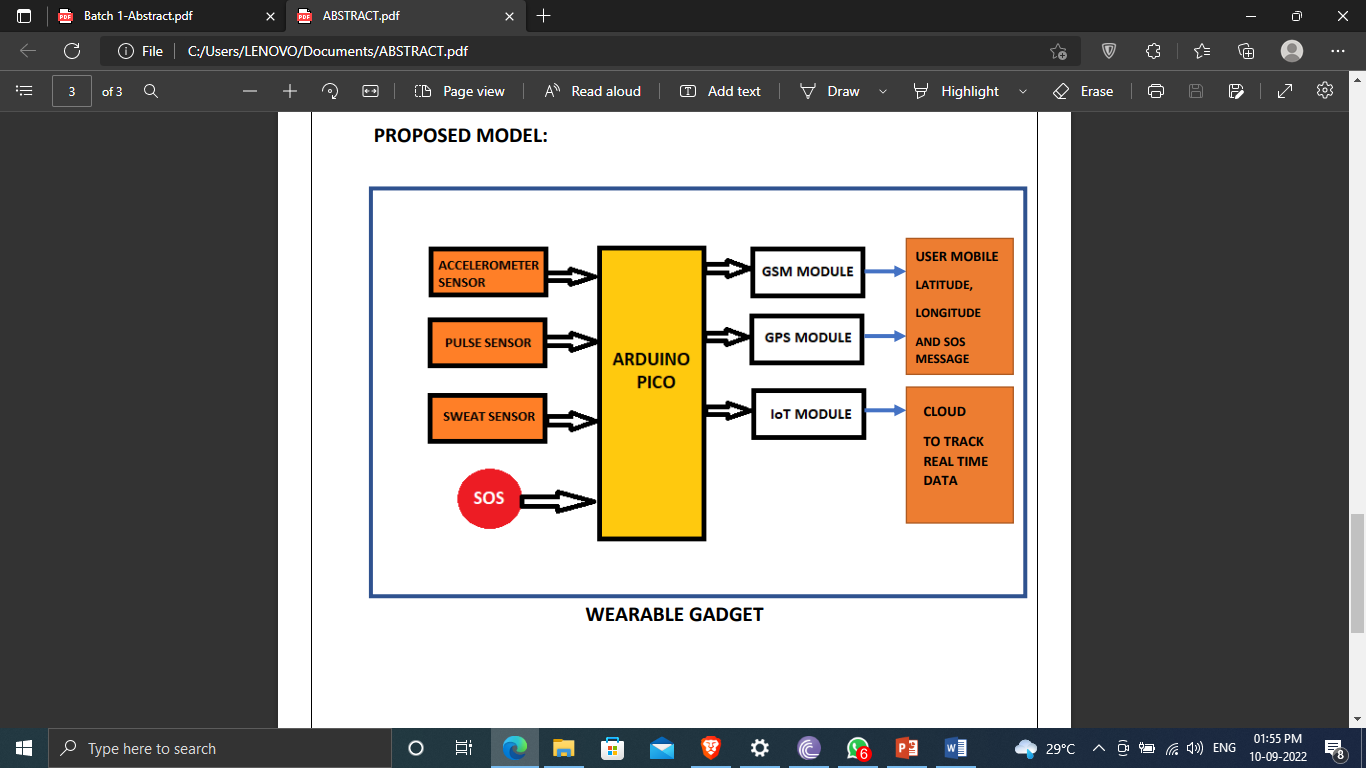 Batch 1-Abstract.pdf
ABSTRACT.pdf
File
C:/Users/LENOVO/Documents/ABSTRACT.pdf
3
of 3
Page view
Read aloud
Add text
Draw
Highlight
Erase
PROPOSED MODEL:
ACCELEROMETER
SENSOR
PULSE SENSOR
SWEAT SENSOR
SOS
ARDUINO
PICO
GSM MODULE
GPS MODULE
IoT MODULE
USER MOBILE
LATITUDE,
LONGITUDE
AND SOS
MESSAGE
CLOUD
TO TRACK
REAL TIME
DATA
WEARABLE GADGET
Type here to search
6
29°C
ENG
01:55 PM
10-09-2022
8